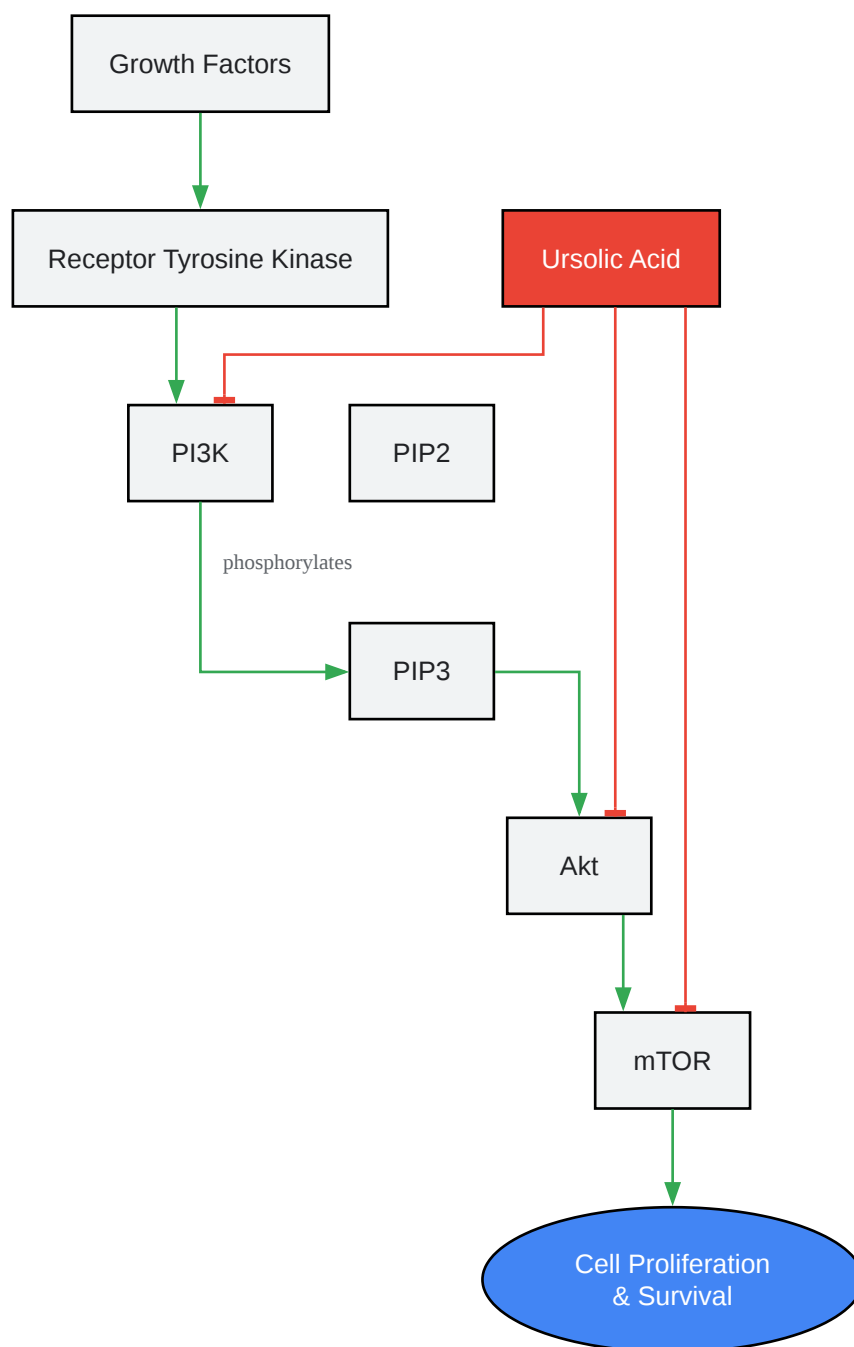 Growth Factors
Receptor Tyrosine Kinase
Ursolic Acid
PI3K
PIP2
phosphorylates
PIP3
Akt
mTOR
Cell Proliferation
& Survival